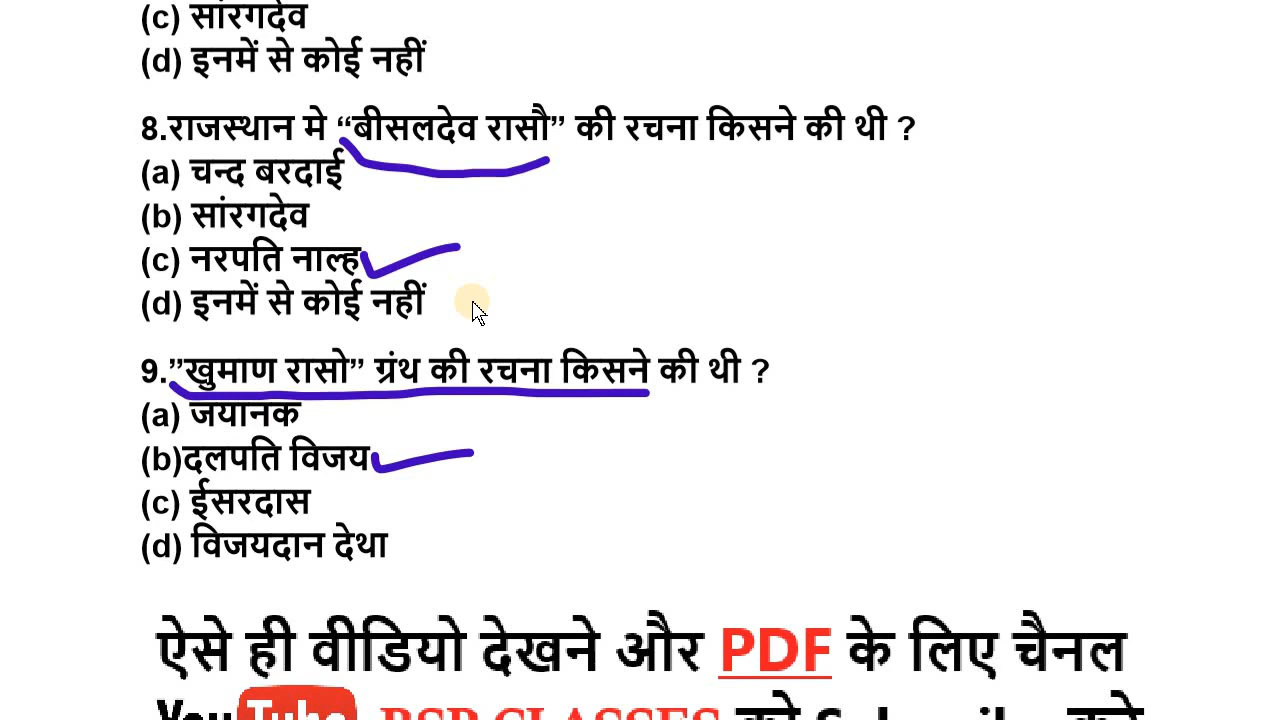 (c) सांरगदेव
(d) इनमें से कोई नहीं
8.राजस्थान मे “बीसलदेव रासौ” की रचना किसने की थी ?
(a) चन्द बरदाई
(b) सांरगदेव
(c) नरपति नाल्ह
(d) इनमें से कोई नहीं
9.”खुमाण रासो” ग्रंथ की रचना किसने की थी ?
(a) जयानक
(b)दलपति विजय
(c) ईसरदास
(d) विजयदान देथा
ऐसे ही वीडियो देखने और PDF के लिए चैनल
YouTube को